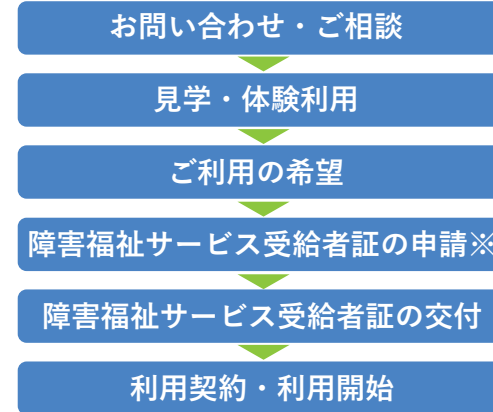 お問い合わせ・ご相談
見学・体験利用
ご利用の希望
障害福祉サービス受給者証の申請※
障害福祉サービス受給者証の交付
利用契約・利用開始